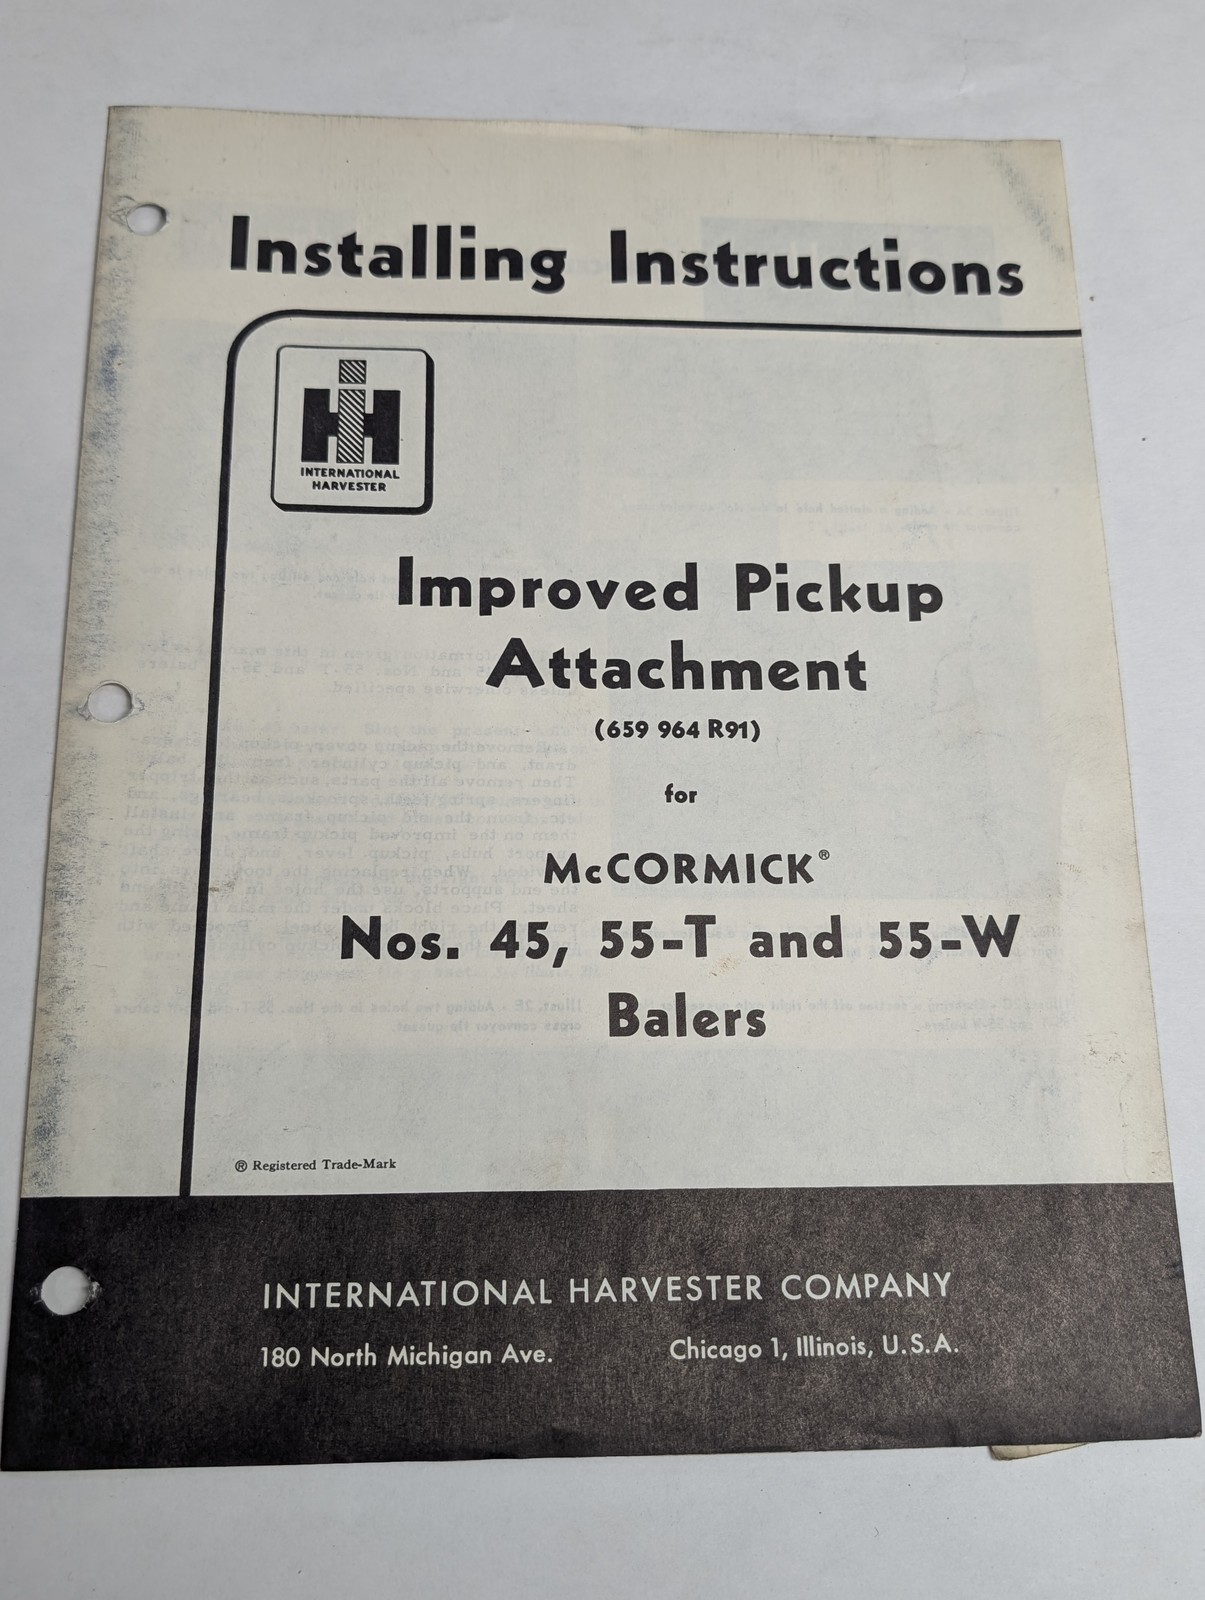 Installing Instructions
INTERNATIONAL
HARVESTER
Improved Pickup
Attachment
(659 964 R91)
for
McCORMICK®
Nos. 45, 55-T and 55-W
Balers
® Registered Trade-Mark
INTERNATIONAL HARVESTER COMPANY
180 North Michigan Ave. Chicago 1, Illinois, U.S.A.